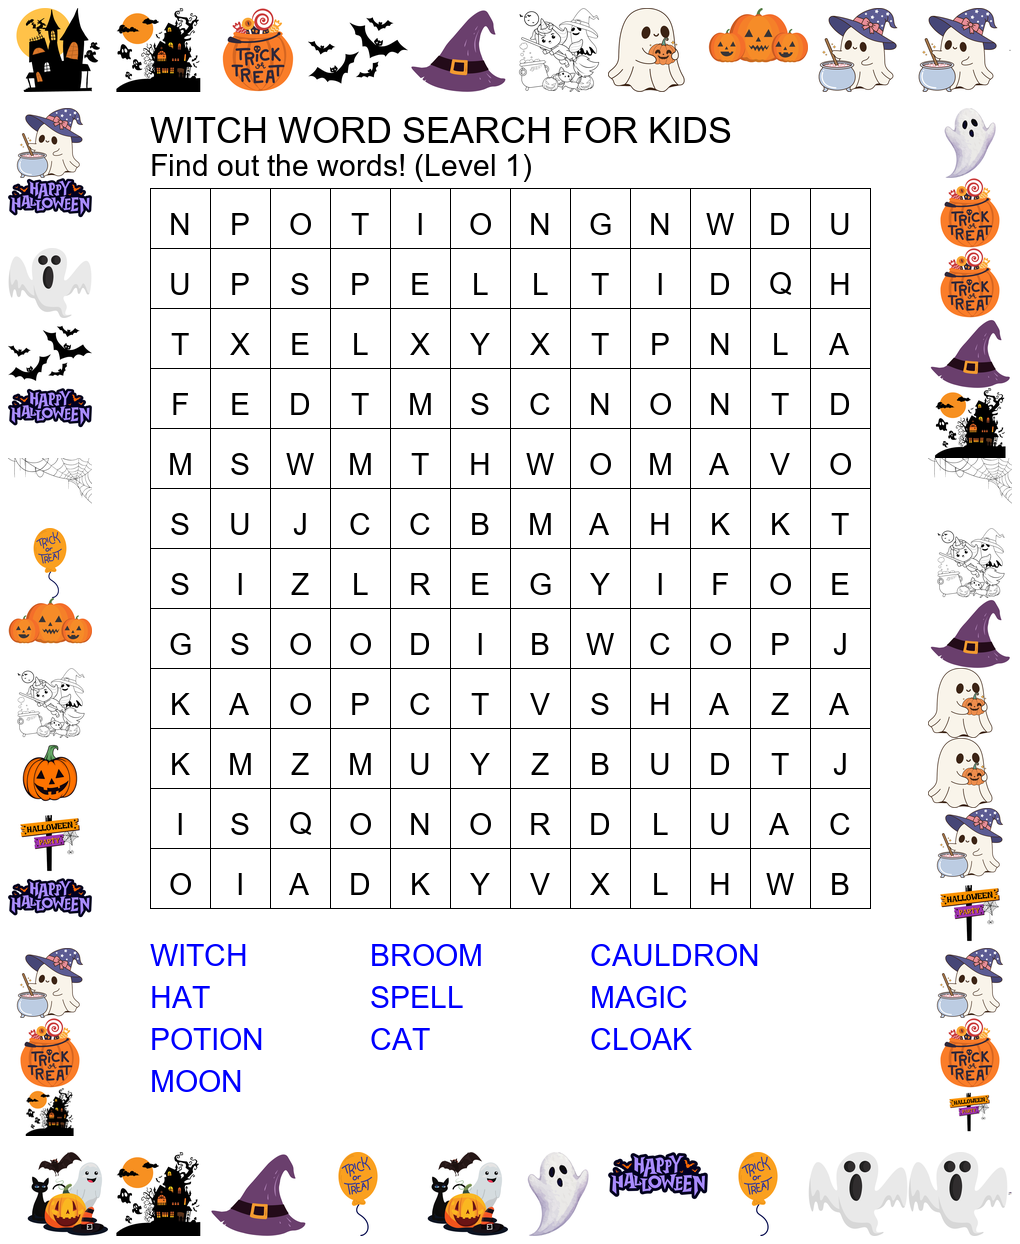 TRICK
or
TREAT
WITCH WORD SEARCH FOR KIDS
Find out the words! (Level 1)
N P O T I O N G N W D U
U P S P E L L T I D Q H
T X E L X Y X T P N L A
F E D T M S C N O N T D
M S W M T H W O M A V O
S U J C C B M A H K K T
S I Z L R E G Y I F O E
G S O O D I B W C O P J
K A O P C T V S H A Z A
K M Z M U Y Z B U D T J
I S Q O N O R D L U A C
O I A D K Y V X L H W B
WITCH BROOM CAULDRON
HAT SPELL MAGIC
POTION CAT CLOAK
MOON
HAPPY
HALLOWEEN
HAPPY
HALLOWEEN
TRICK
or
TREAT
HALLOWEEN
PARTY
HAPPY
HALLOWEEN
TRICK
or
TREAT
TRICK
or
TREAT
TRICK
or
TREAT
HALLOWEEN
PARTY
TRICK
or
TREAT
HALLOWEEN
PARTY
TRICK
or
TREAT
HAPPY
HALLOWEEN
TRICK
or
TREAT